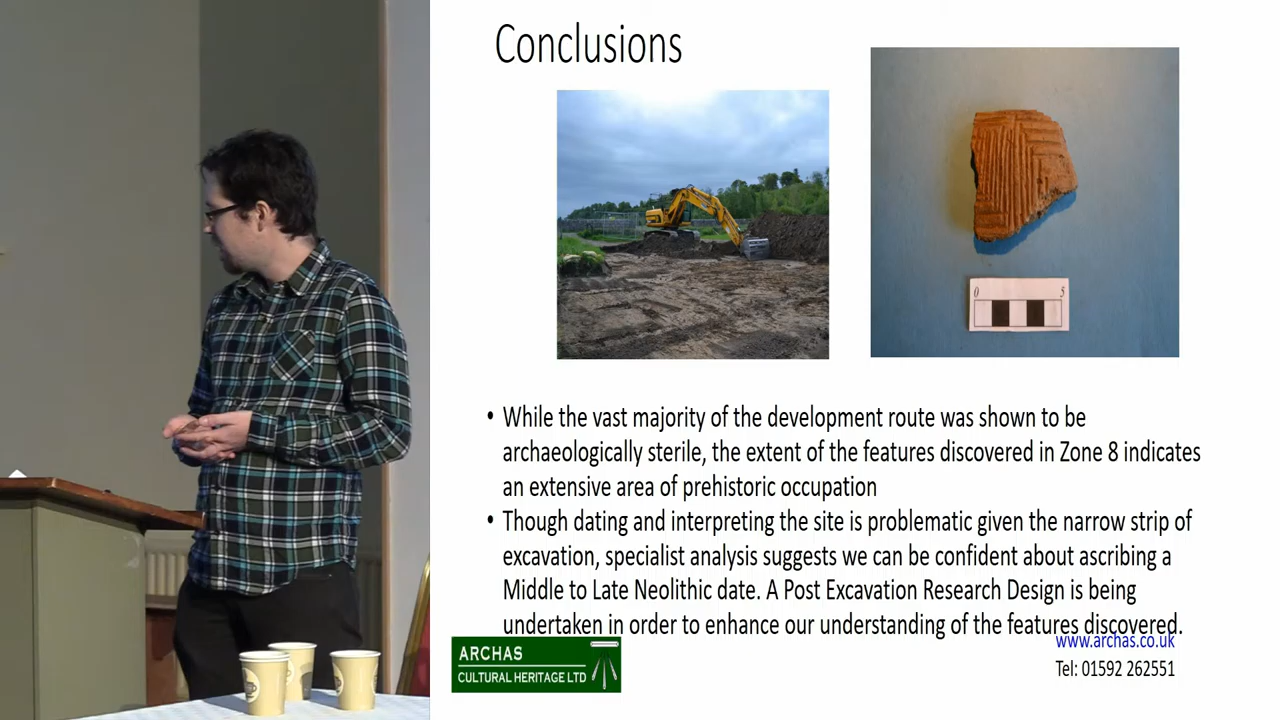 Conclusions
0 5
• While the vast majority of the development route was shown to be
archaeologically sterile, the extent of the features discovered in Zone 8 indicates
an extensive area of prehistoric occupation
• Though dating and interpreting the site is problematic given the narrow strip of
excavation, specialist analysis suggests we can be confident about ascribing a
Middle to Late Neolithic date. A Post Excavation Research Design is being
undertaken in order to enhance our understanding of the features discovered.
www.archas.co.uk
ARCHAS
CULTURAL HERITAGE LTD
Tel: 01592 262551